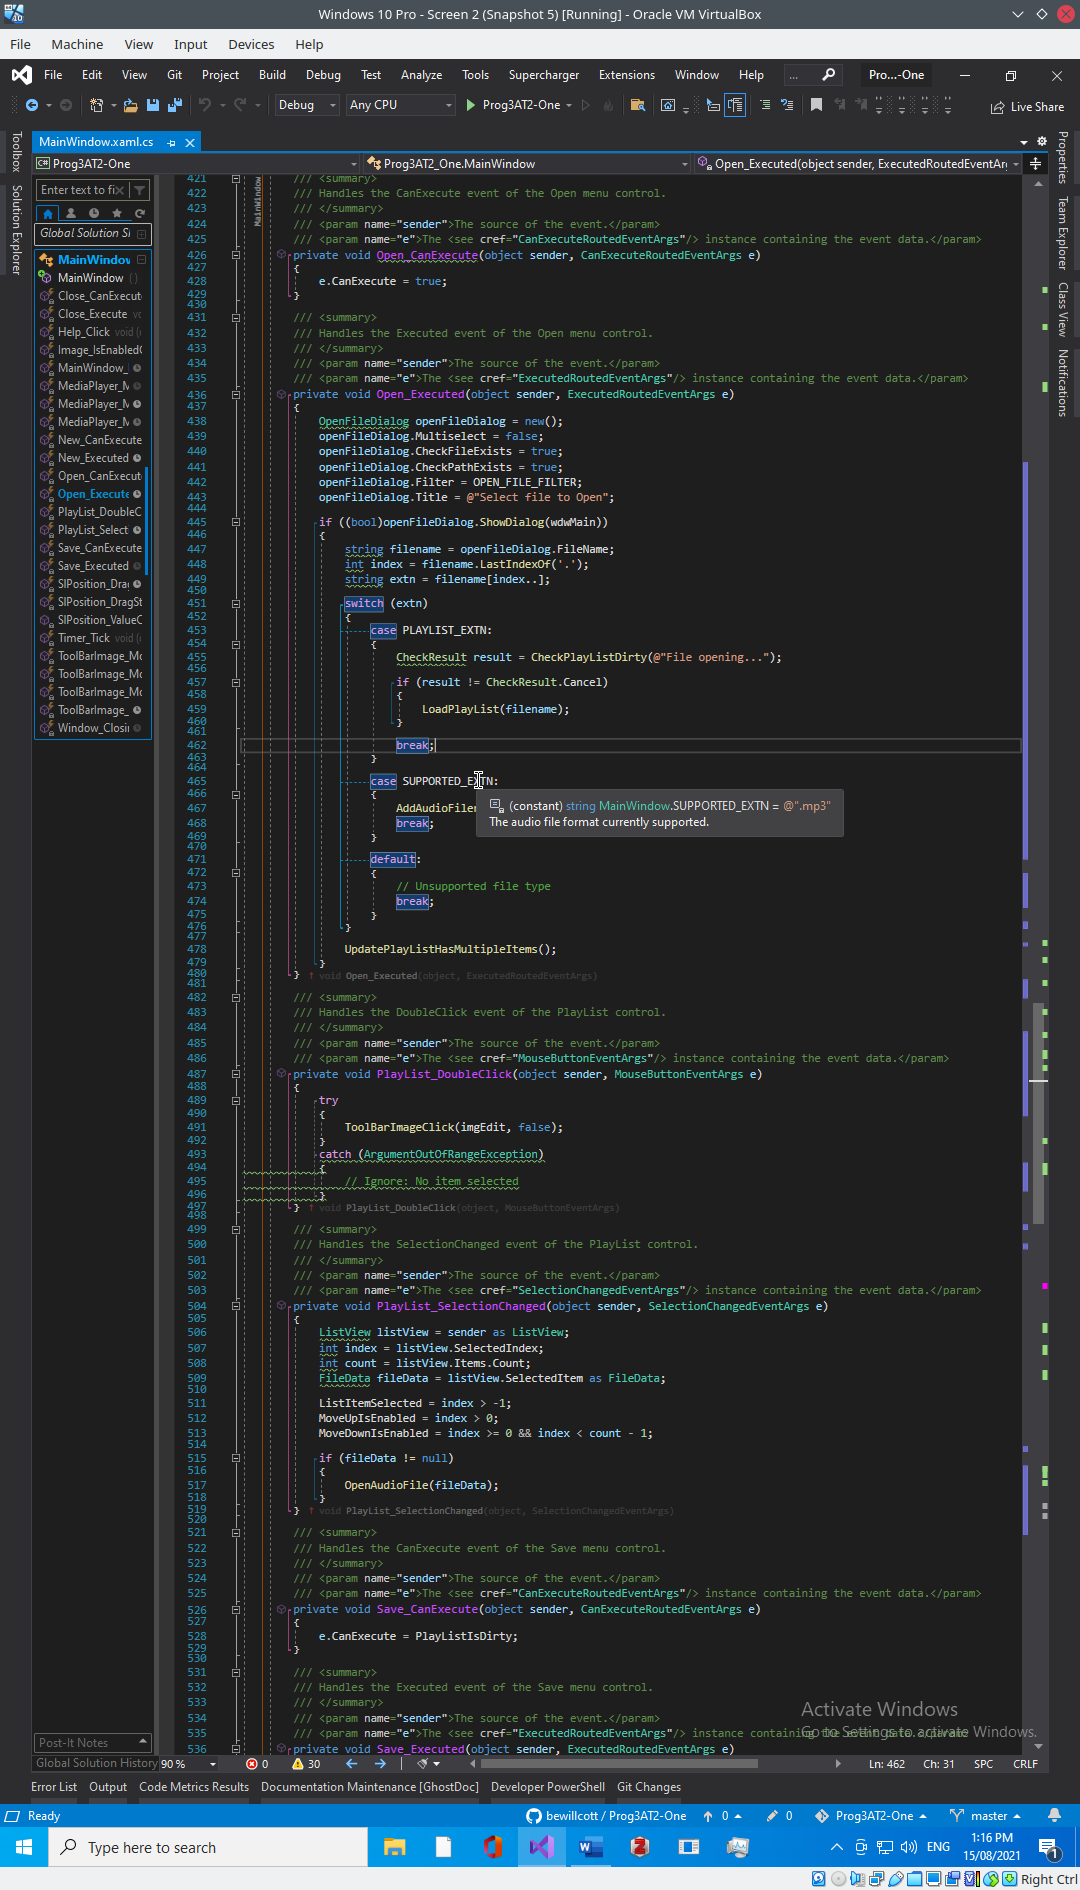 Windows 10 Pro - Screen 2 (Snapshot 5) [Running] - Oracle VM VirtualBox
File Machine View Input Devices Help
File Edit View Git Project Build Debug Test Analyze Tools Supercharger Extensions Window Help ... Pro...-One
Debug Any CPU Prog3AT2-One Live Share
MainWindow.xaml.cs
Prog3AT2-One Prog3AT2_One.MainWindow Open_Executed(object sender, ExecutedRoutedEventAr
Toolbox
Solution Explorer
Properties
Team Explorer
Class View
Notifications
Enter text to fi
Global Solution S
MainWindow
MainWindow ()
Close_CanExecut
Close_Execute vc
Help_Click void (
Image_IsEnabled
MainWindow_
MediaPlayer_M
MediaPlayer_M
MediaPlayer_M
New_CanExecute
New_Executed
Open_CanExecut
Open_Execute
PlayList_DoubleC
PlayList_Select
Save_CanExecute
Save_Executed
SlPosition_Dra
SlPosition_DragSt
SlPosition_ValueC
Timer_Tick void (
ToolBarImage_Mc
ToolBarImage_Mc
ToolBarImage_Mc
ToolBarImage_
Window_Closi
MainWindow
421 /// <summary>
422 /// Handles the CanExecute event of the Open menu control.
423 /// </summary>
424 /// <param name="sender">The source of the event.</param>
425 /// <param name="e">The <see cref="CanExecuteRoutedEventArgs"/> instance containing the event data.</param>
426 private void Open_CanExecute(object sender, CanExecuteRoutedEventArgs e)
427 {
428 e.CanExecute = true;
429 }
430
431 /// <summary>
432 /// Handles the Executed event of the Open menu control.
433 /// </summary>
434 /// <param name="sender">The source of the event.</param>
435 /// <param name="e">The <see cref="ExecutedRoutedEventArgs"/> instance containing the event data.</param>
436 private void Open_Executed(object sender, ExecutedRoutedEventArgs e)
437 {
438 OpenFileDialog openFileDialog = new();
439 openFileDialog.Multiselect = false;
440 openFileDialog.CheckFileExists = true;
441 openFileDialog.CheckPathExists = true;
442 openFileDialog.Filter = OPEN_FILE_FILTER;
443 openFileDialog.Title = @"Select file to Open";
444
445 if ((bool)openFileDialog.ShowDialog(wdwMain))
446 {
447 string filename = openFileDialog.FileName;
448 int index = filename.LastIndexOf('.');
449 string extn = filename[index..];
450
451 switch (extn)
452 {
453 case PLAYLIST_EXTN:
454 {
455 CheckResult result = CheckPlayListDirty(@"File opening...");
456
457 if (result != CheckResult.Cancel)
458 {
459 LoadPlayList(filename);
460 }
461
462 break;
463 }
464
465 case SUPPORTED_EXTN:
466 {
467 AddAudioFile
468 break;
469 }
470
471 default:
472 {
473 // Unsupported file type
474 break;
475 }
476 }
477
478 UpdatePlayListHasMultipleItems();
479 }
480 } ↑ void Open_Executed(object, ExecutedRoutedEventArgs)
481
(constant) string MainWindow.SUPPORTED_EXTN = @".mp3"
The audio file format currently supported.
482 /// <summary>
483 /// Handles the DoubleClick event of the PlayList control.
484 /// </summary>
485 /// <param name="sender">The source of the event.</param>
486 /// <param name="e">The <see cref="MouseButtonEventArgs"/> instance containing the event data.</param>
487 private void PlayList_DoubleClick(object sender, MouseButtonEventArgs e)
488 {
489 try
490 {
491 ToolBarImageClick(imgEdit, false);
492 }
493 catch (ArgumentOutOfRangeException)
494 {
495 // Ignore: No item selected
496 }
497 } ↑ void PlayList_DoubleClick(object, MouseButtonEventArgs)
498
499 /// <summary>
500 /// Handles the SelectionChanged event of the PlayList control.
501 /// </summary>
502 /// <param name="sender">The source of the event.</param>
503 /// <param name="e">The <see cref="SelectionChangedEventArgs"/> instance containing the event data.</param>
504 private void PlayList_SelectionChanged(object sender, SelectionChangedEventArgs e)
505 {
506 ListView listView = sender as ListView;
507 int index = listView.SelectedIndex;
508 int count = listView.Items.Count;
509 FileData fileData = listView.SelectedItem as FileData;
510
511 ListItemSelected = index > -1;
512 MoveUpIsEnabled = index > 0;
513 MoveDownIsEnabled = index >= 0 && index < count - 1;
514
515 if (fileData != null)
516 {
517 OpenAudioFile(fileData);
518 }
519 } ↑ void PlayList_SelectionChanged(object, SelectionChangedEventArgs)
520
521 /// <summary>
522 /// Handles the CanExecute event of the Save menu control.
523 /// </summary>
524 /// <param name="sender">The source of the event.</param>
525 /// <param name="e">The <see cref="CanExecuteRoutedEventArgs"/> instance containing the event data.</param>
526 private void Save_CanExecute(object sender, CanExecuteRoutedEventArgs e)
527 {
528 e.CanExecute = PlayListIsDirty;
529 }
530
531 /// <summary>
532 /// Handles the Executed event of the Save menu control.
533 /// </summary>
534 /// <param name="sender">The source of the event.</param>
535 /// <param name="e">The <see cref="ExecutedRoutedEventArgs"/> instance containing the event data.</param>
536 private void Save_Executed(object sender, ExecutedRoutedEventArgs e)
Activate Windows
Go to Settings to activate Windows.
Post-It Notes
Global Solution History 90 % 0 30 Ln: 462 Ch: 31 SPC CRLF
Error List Output Code Metrics Results Documentation Maintenance [GhostDoc] Developer PowerShell Git Changes
Ready bewillcott / Prog3AT2-One 0 0 Prog3AT2-One master
Type here to search ENG 1:16 PM 15/08/2021 1
Right Ctrl